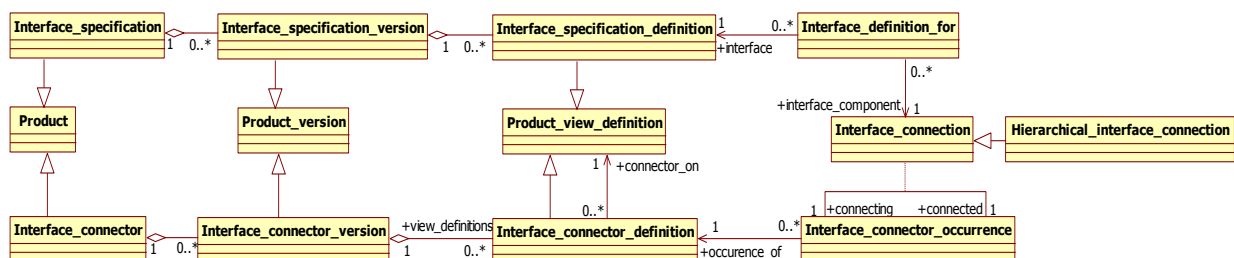 Interface_specification
Interface_specification_version
Interface_specification_definition
Interface_definition_for
1
0..*
1
0..*
1
+interface
0..*
0..*
+interface_component
1
Product
Product_version
Product_view_definition
Interface_connection
Hierarchical_interface_connection
1
+connector_on
0..*
1
+connecting
+connected
1
Interface_connector
Interface_connector_version
+view_definitions
Interface_connector_definition
1
0..*
Interface_connector_occurrence
1
0..*
1
0..*
+occurence_of